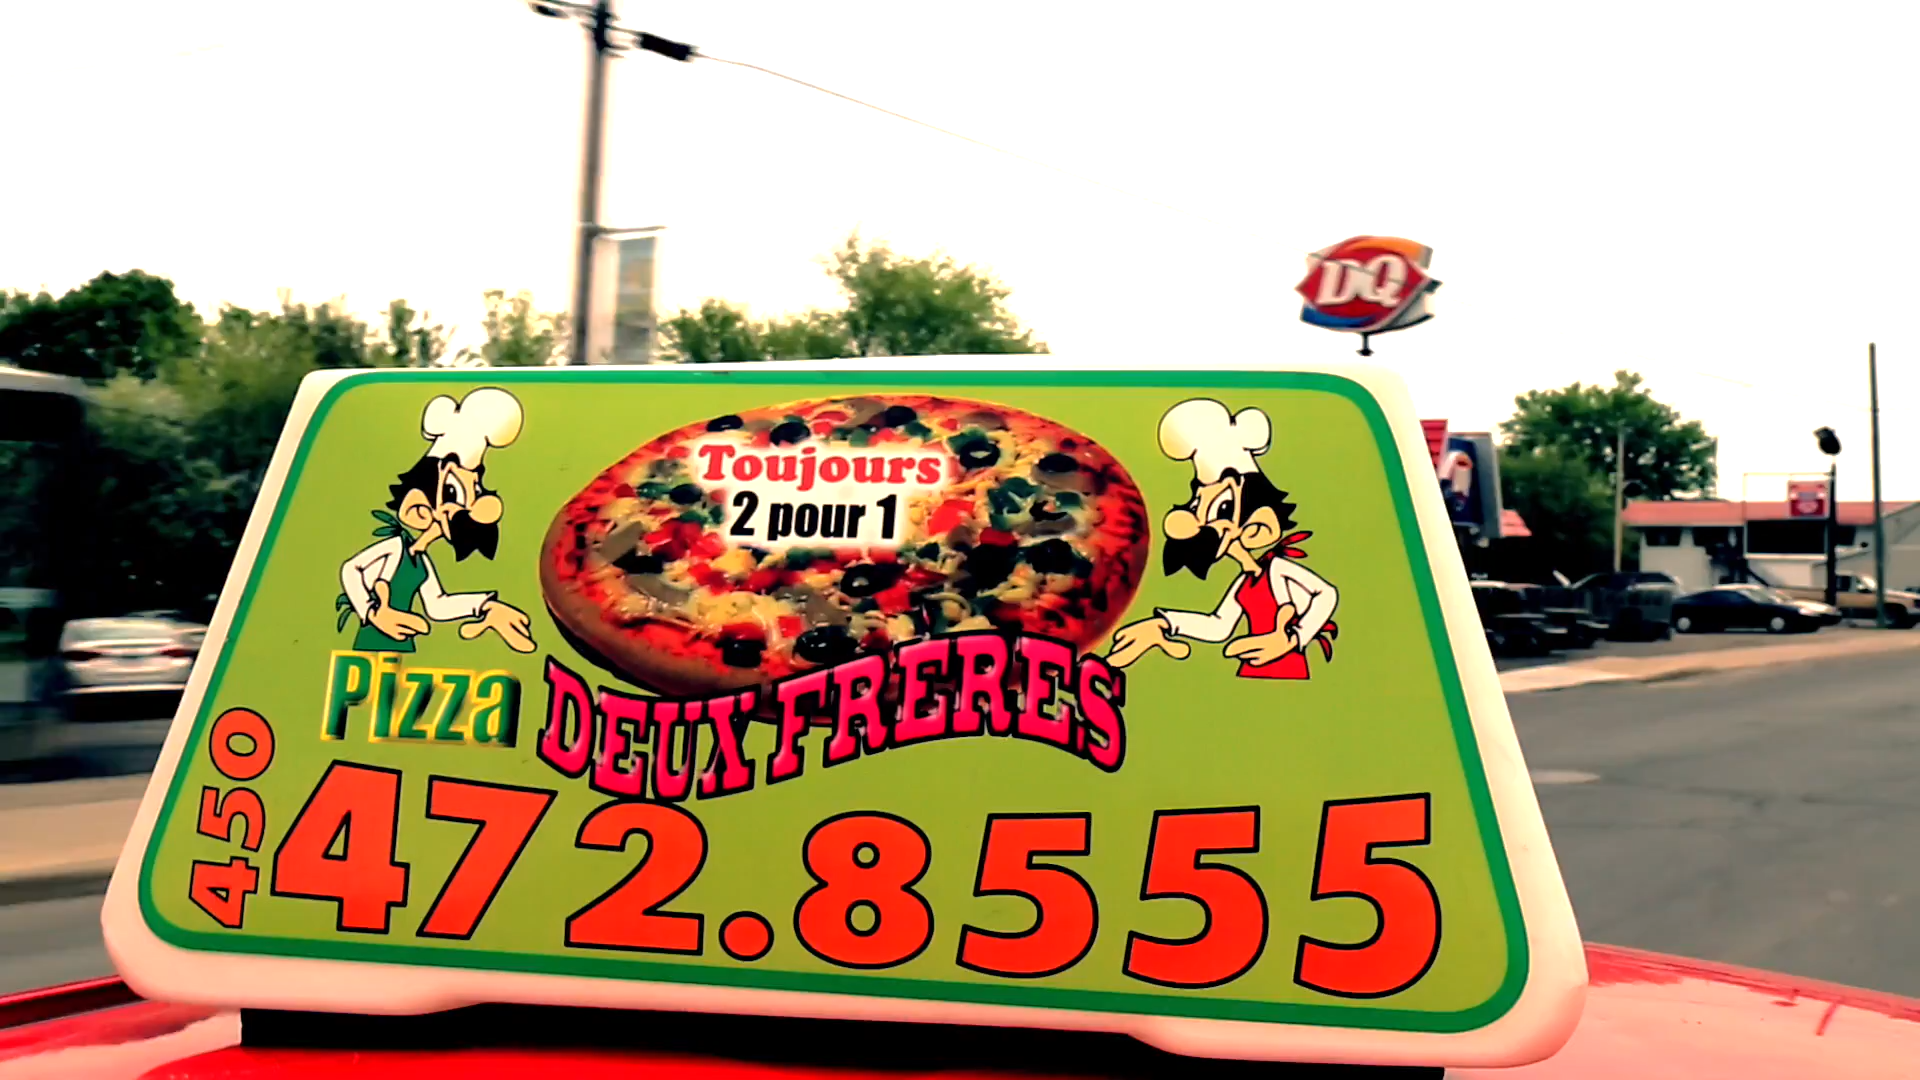 DQ
Toujours
2 pour 1
Pizza DEUX FRERES
450 472.8555